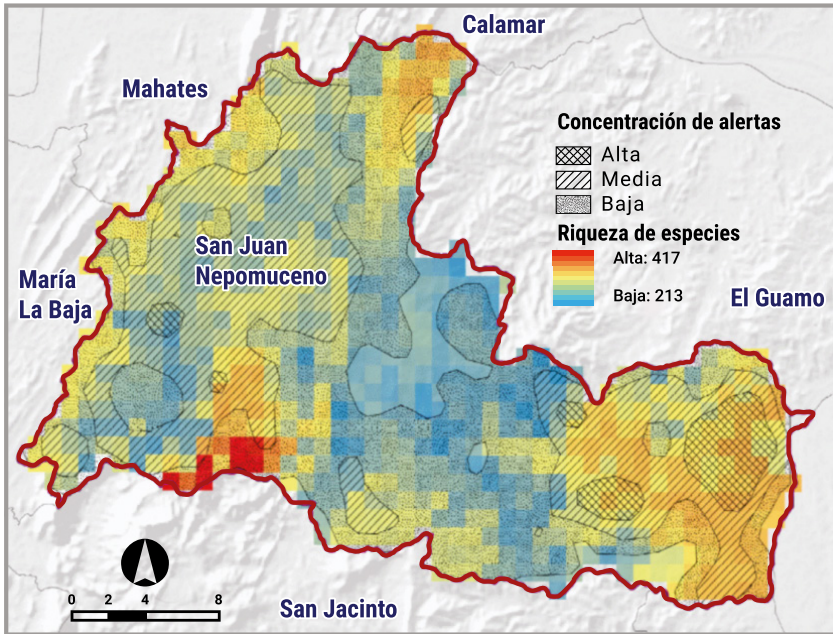 Calamar
Mahates
Concentración de alertas
Alta
Media
Baja
Riqueza de especies
Alta: 417
Baja: 213
San Juan
Nepomuceno
María
La Baja
El Guamo
0 2 4 8
San Jacinto